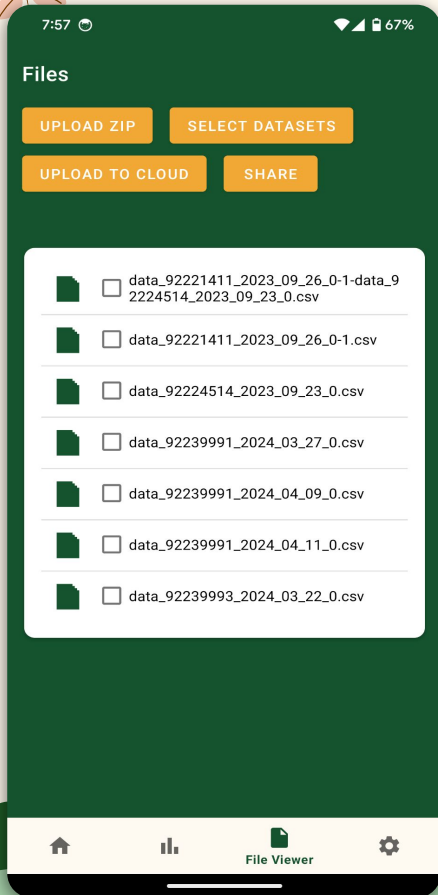 7:57 67%
Files
UPLOAD ZIP SELECT DATASETS
UPLOAD TO CLOUD SHARE
data_92221411_2023_09_26_0-1-data_9
2224514_2023_09_23_0.csv
data_92221411_2023_09_26_0-1.csv
data_92224514_2023_09_23_0.csv
data_92239991_2024_03_27_0.csv
data_92239991_2024_04_09_0.csv
data_92239991_2024_04_11_0.csv
data_92239993_2024_03_22_0.csv
File Viewer